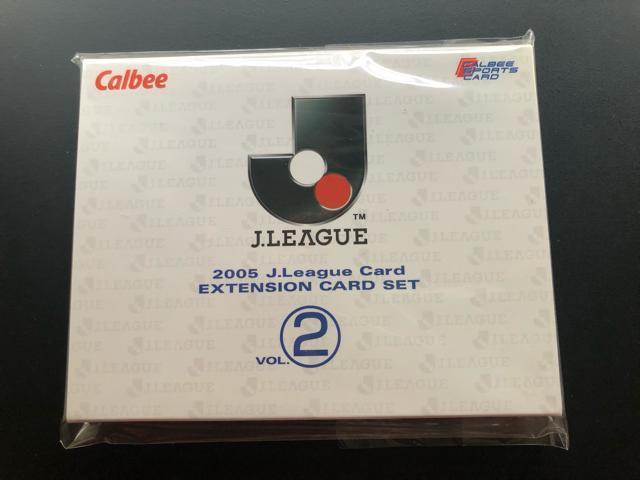 Calbee
CALBEE
SPORTS
CARD
J
TM
J.LEAGUE
2005 J.League Card
EXTENSION CARD SET
VOL. 2